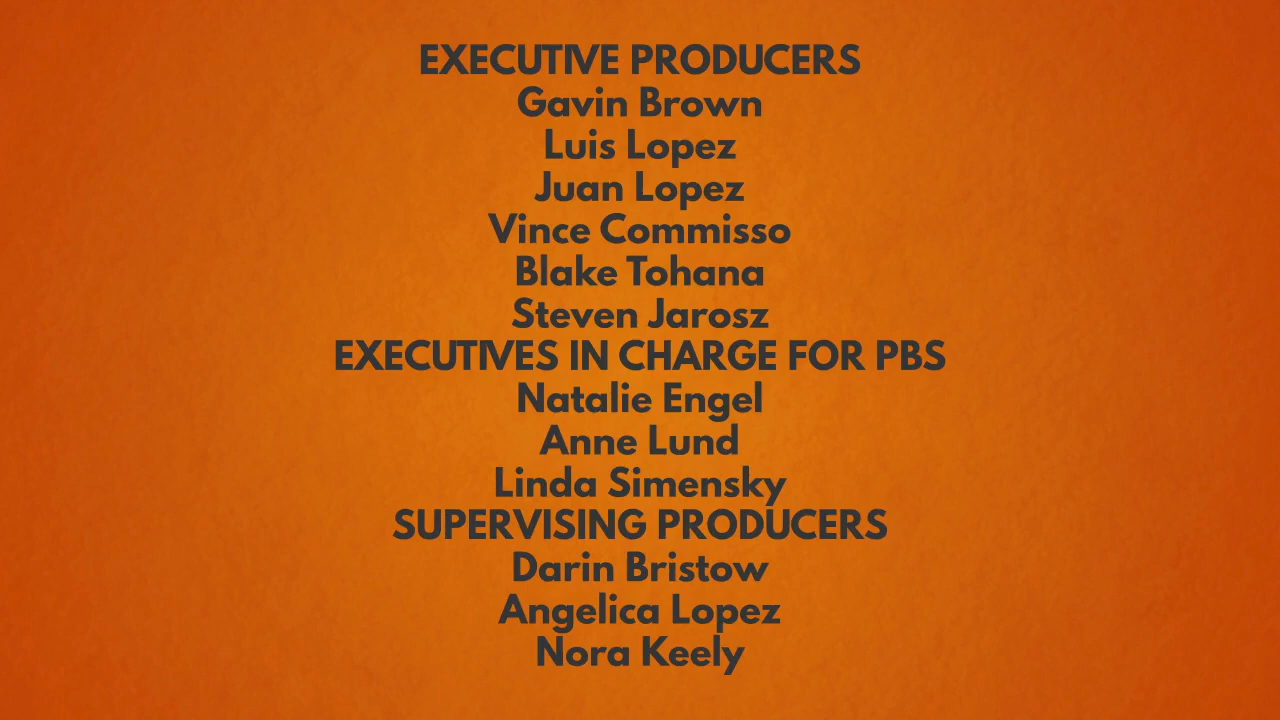 EXECUTIVE PRODUCERS
Gavin Brown
Luis Lopez
Juan Lopez
Vince Commisso
Blake Tohana
Steven Jarosz
EXECUTIVES IN CHARGE FOR PBS
Natalie Engel
Anne Lund
Linda Simensky
SUPERVISING PRODUCERS
Darin Bristow
Angelica Lopez
Nora Keely